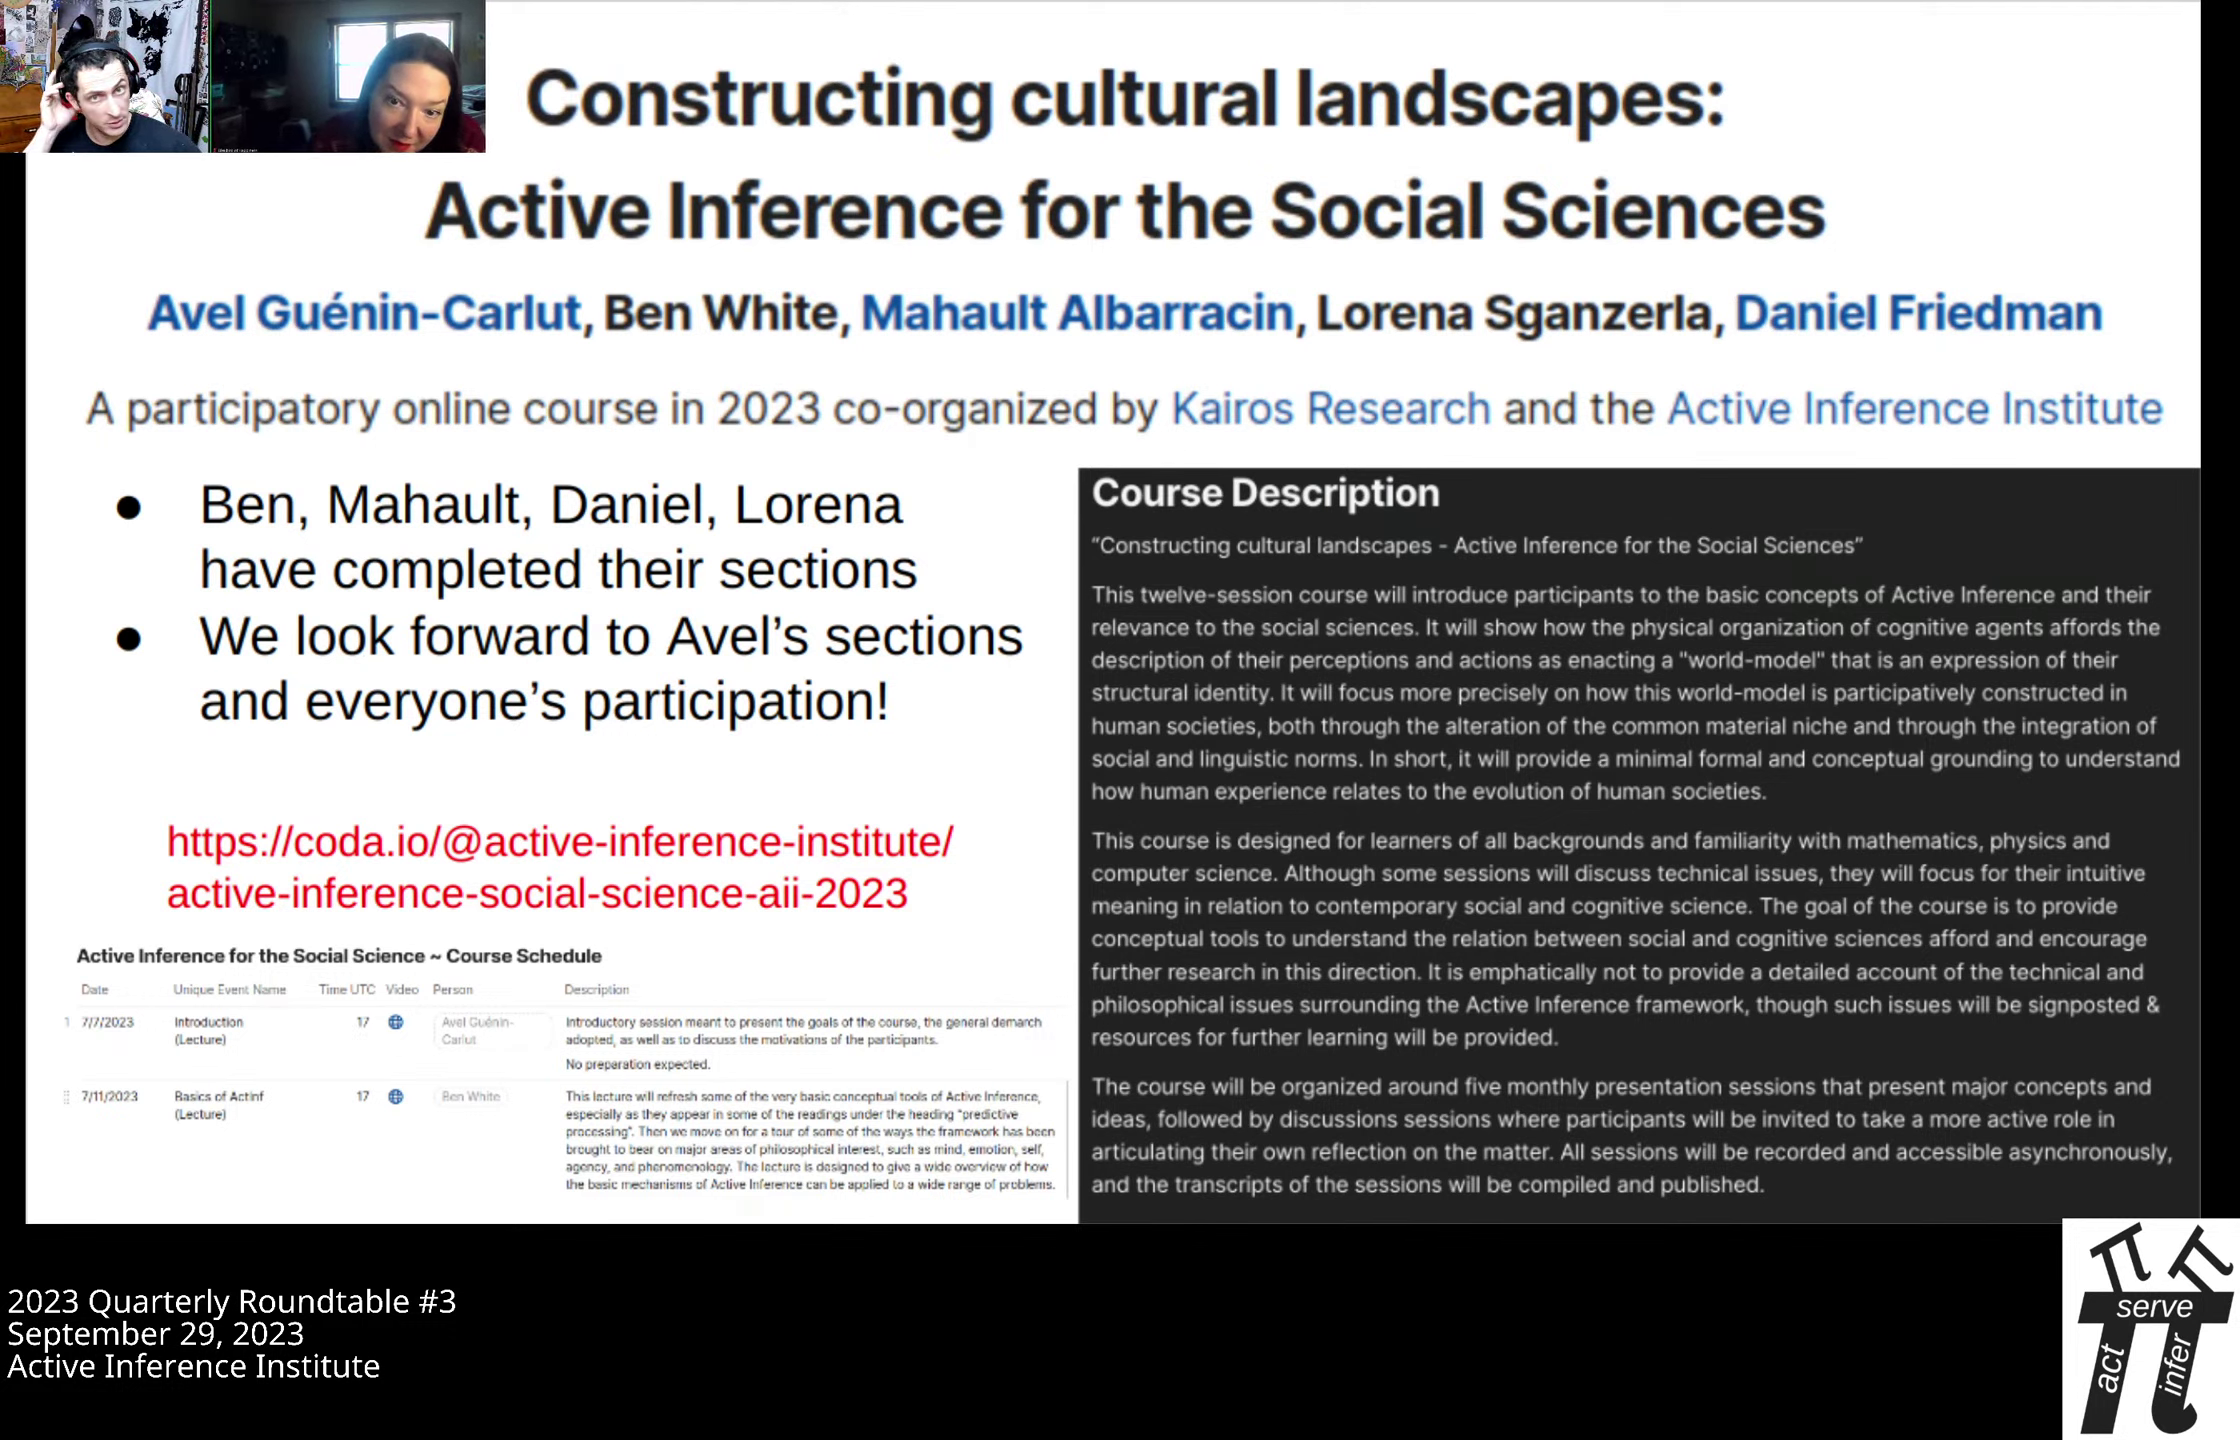 Constructing cultural landscapes:
Active Inference for the Social Sciences
Avel Guénin-Carlut, Ben White, Mahault Albarracin, Lorena Sganzerla, Daniel Friedman
A participatory online course in 2023 co-organized by Kairos Research and the Active Inference Institute
● Ben, Mahault, Daniel, Lorena
have completed their sections
● We look forward to Avel’s sections
and everyone’s participation!
https://coda.io/@active-inference-institute/
active-inference-social-science-aii-2023
Active Inference for the Social Science ~ Course Schedule
Date Unique Event Name Time UTC Video Person Description
1 7/7/2023 Introduction 17 Avel Guénin- Introductory session meant to present the goals of the course, the general demarch
(Lecture) Carlut adopted, as well as to discuss the motivations of the participants.
No preparation expected.
7/11/2023 Basics of ActInf 17 Ben White This lecture will refresh some of the very basic conceptual tools of Active Inference,
(Lecture) especially as they appear in some of the readings under the heading "predictive
processing". Then we move on for a tour of some of the ways the framework has been
brought to bear on major areas of philosophical interest, such as mind, emotion, self,
agency, and phenomenology. The lecture is designed to give a wide overview of how
the basic mechanisms of Active Inference can be applied to a wide range of problems.
Course Description
“Constructing cultural landscapes - Active Inference for the Social Sciences”
This twelve-session course will introduce participants to the basic concepts of Active Inference and their
relevance to the social sciences. It will show how the physical organization of cognitive agents affords the
description of their perceptions and actions as enacting a "world-model" that is an expression of their
structural identity. It will focus more precisely on how this world-model is participatively constructed in
human societies, both through the alteration of the common material niche and through the integration of
social and linguistic norms. In short, it will provide a minimal formal and conceptual grounding to understand
how human experience relates to the evolution of human societies.
This course is designed for learners of all backgrounds and familiarity with mathematics, physics and
computer science. Although some sessions will discuss technical issues, they will focus for their intuitive
meaning in relation to contemporary social and cognitive science. The goal of the course is to provide
conceptual tools to understand the relation between social and cognitive sciences afford and encourage
further research in this direction. It is emphatically not to provide a detailed account of the technical and
philosophical issues surrounding the Active Inference framework, though such issues will be signposted &
resources for further learning will be provided.
The course will be organized around five monthly presentation sessions that present major concepts and
ideas, followed by discussions sessions where participants will be invited to take a more active role in
articulating their own reflection on the matter. All sessions will be recorded and accessible asynchronously,
and the transcripts of the sessions will be compiled and published.
2023 Quarterly Roundtable #3
September 29, 2023
Active Inference Institute
serve
act
infer